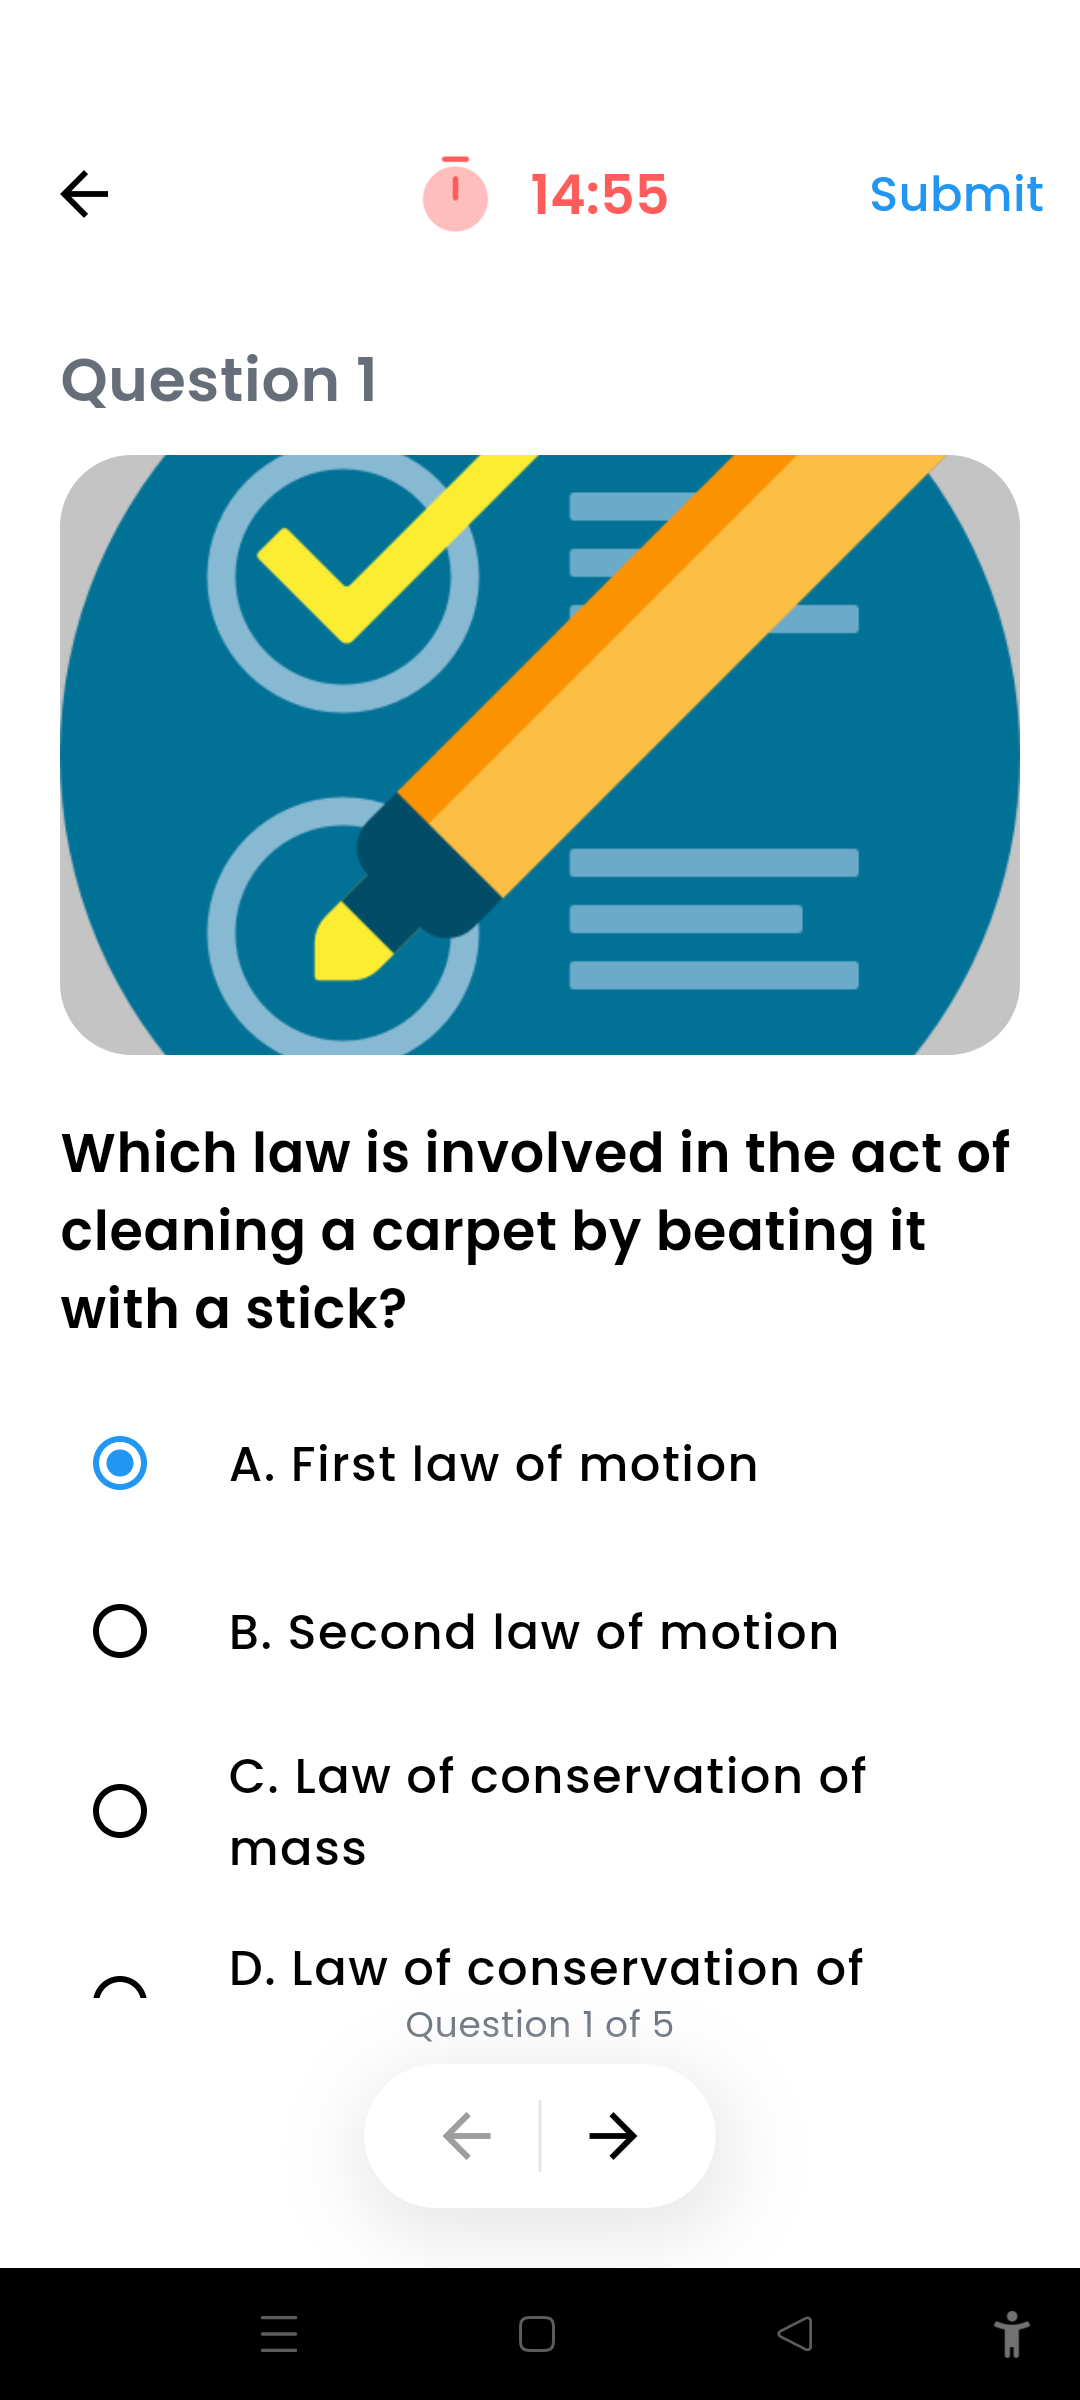 14:55
Submit
Question 1
Which law is involved in the act of
cleaning a carpet by beating it
with a stick?
A. First law of motion
B. Second law of motion
C. Law of conservation of
mass
D. Law of conservation of
Question 1 of 5